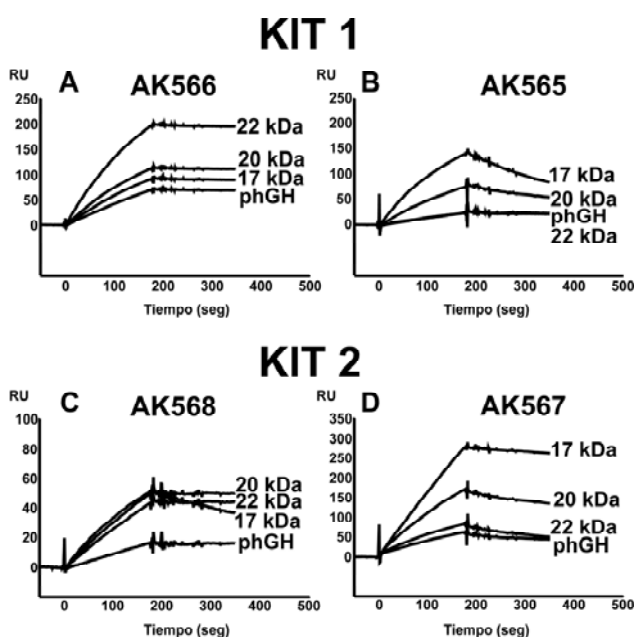 KIT 1
RU
A
AK566
250
200
150
100
50
0
22 kDa
20 kDa
17 kDa
phGH
0 100 200 300 400 500
Tiempo (seg)
RU
B
AK565
250
200
150
100
50
0
17 kDa
20 kDa
phGH
22 kDa
0 100 200 300 400 500
Tiempo (seg)
KIT 2
RU
C
AK568
100
80
60
40
20
0
20 kDa
22 kDa
17 kDa
phGH
0 100 200 300 400 500
Tiempo (seg)
RU
D
AK567
350
300
250
200
150
100
50
0
17 kDa
20 kDa
22 kDa
phGH
0 100 200 300 400 500
Tiempo (seg)